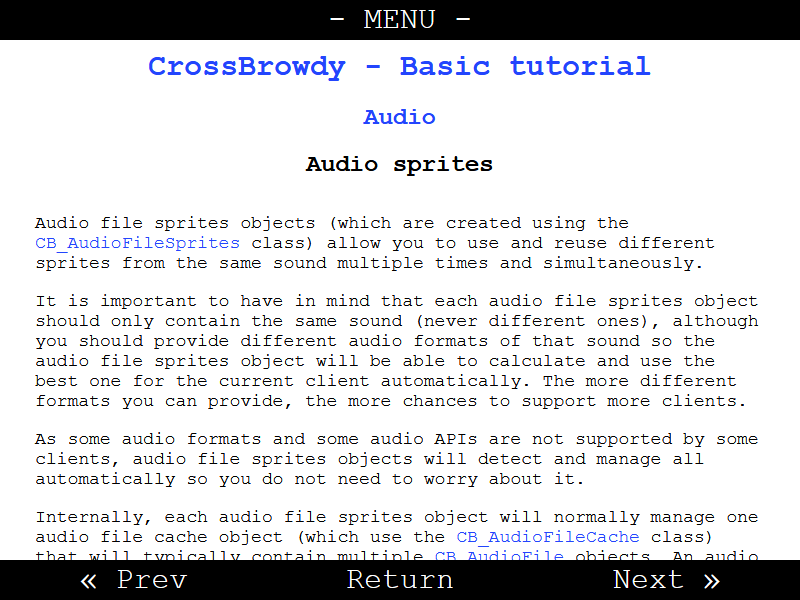 - MENU -
CrossBrowdy - Basic tutorial
Audio
Audio sprites
Audio file sprites objects (which are created using the
CB_AudioFileSprites class) allow you to use and reuse different
sprites from the same sound multiple times and simultaneously.
It is important to have in mind that each audio file sprites object
should only contain the same sound (never different ones), although
you should provide different audio formats of that sound so the
audio file sprites object will be able to calculate and use the
best one for the current client automatically. The more different
formats you can provide, the more chances to support more clients.
As some audio formats and some audio APIs are not supported by some
clients, audio file sprites objects will detect and manage all
automatically so you do not need to worry about it.
Internally, each audio file sprites object will normally manage one
audio file cache object (which use the CB_AudioFileCache class)
that will typically contain multiple CB_AudioFile objects. An audio
« Prev Return Next »